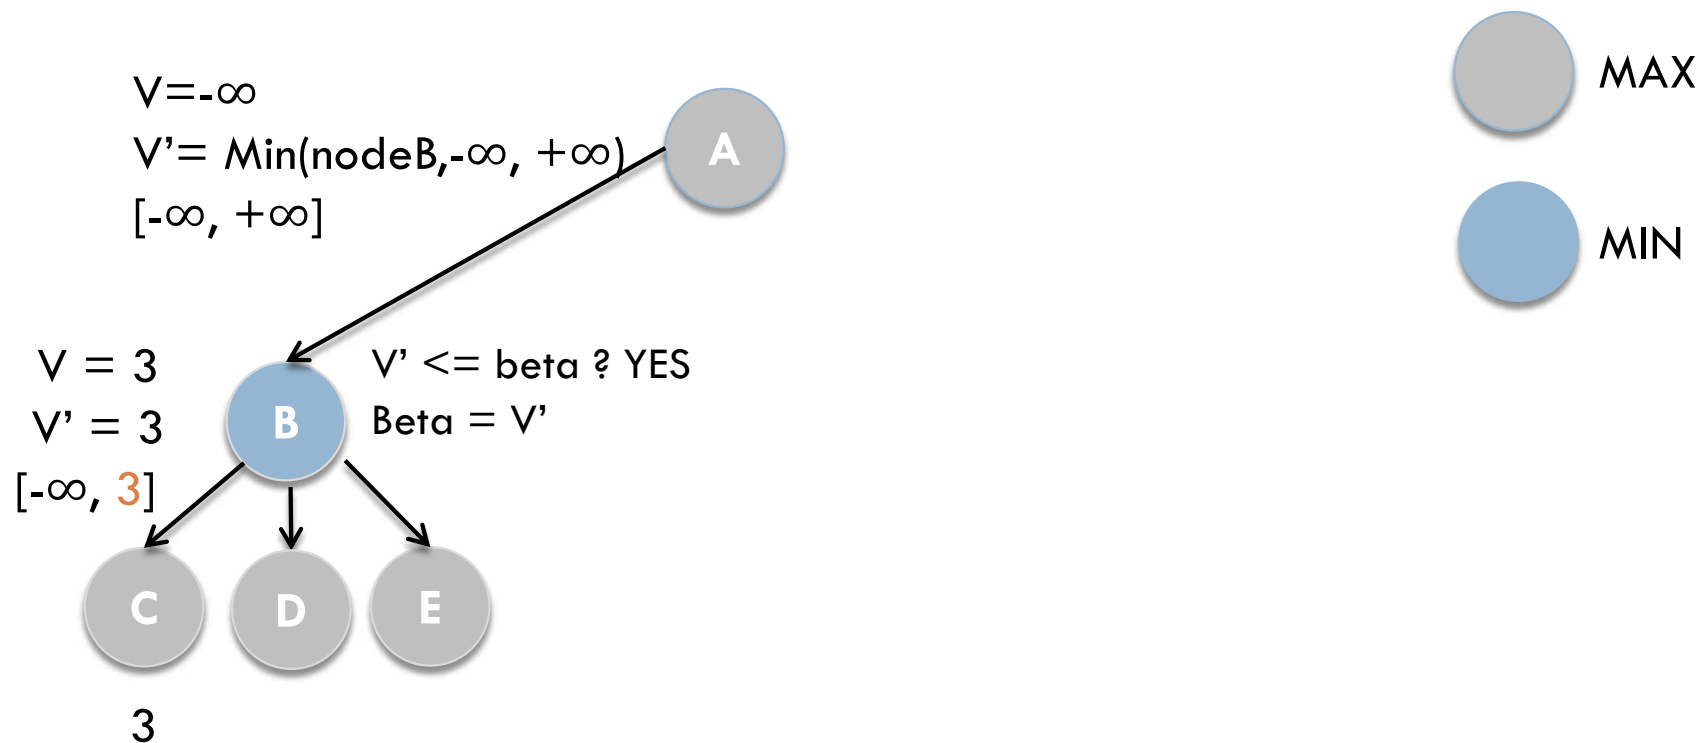 V=-∞
V'= Min(nodeB,-∞, +∞)
[-∞, +∞]
A
MAX
MIN
V = 3
V' = 3
[-∞, 3]
B
V' <= beta ? YES
Beta = V'
C
D
E
3